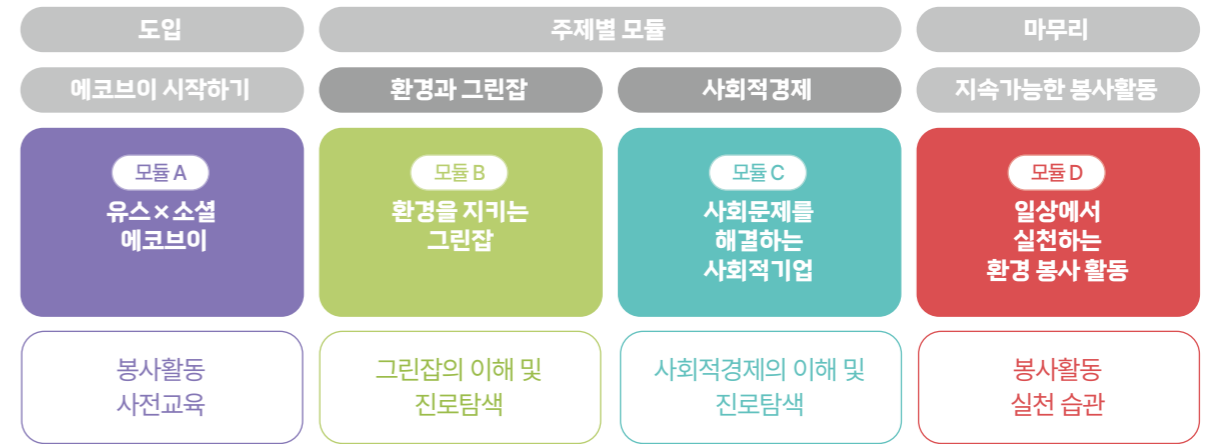 도입
주제별 모듈
마무리
에코브이 시작하기
환경과 그린잡
사회적경제
지속가능한 봉사활동
모듈 A
유스×소셜
에코브이
모듈 B
환경을 지키는
그린잡
모듈 C
사회문제를
해결하는
사회적기업
모듈 D
일상에서
실천하는
환경 봉사 활동
봉사활동
사전교육
그린잡의 이해 및
진로탐색
사회적경제의 이해 및
진로탐색
봉사활동
실천 습관